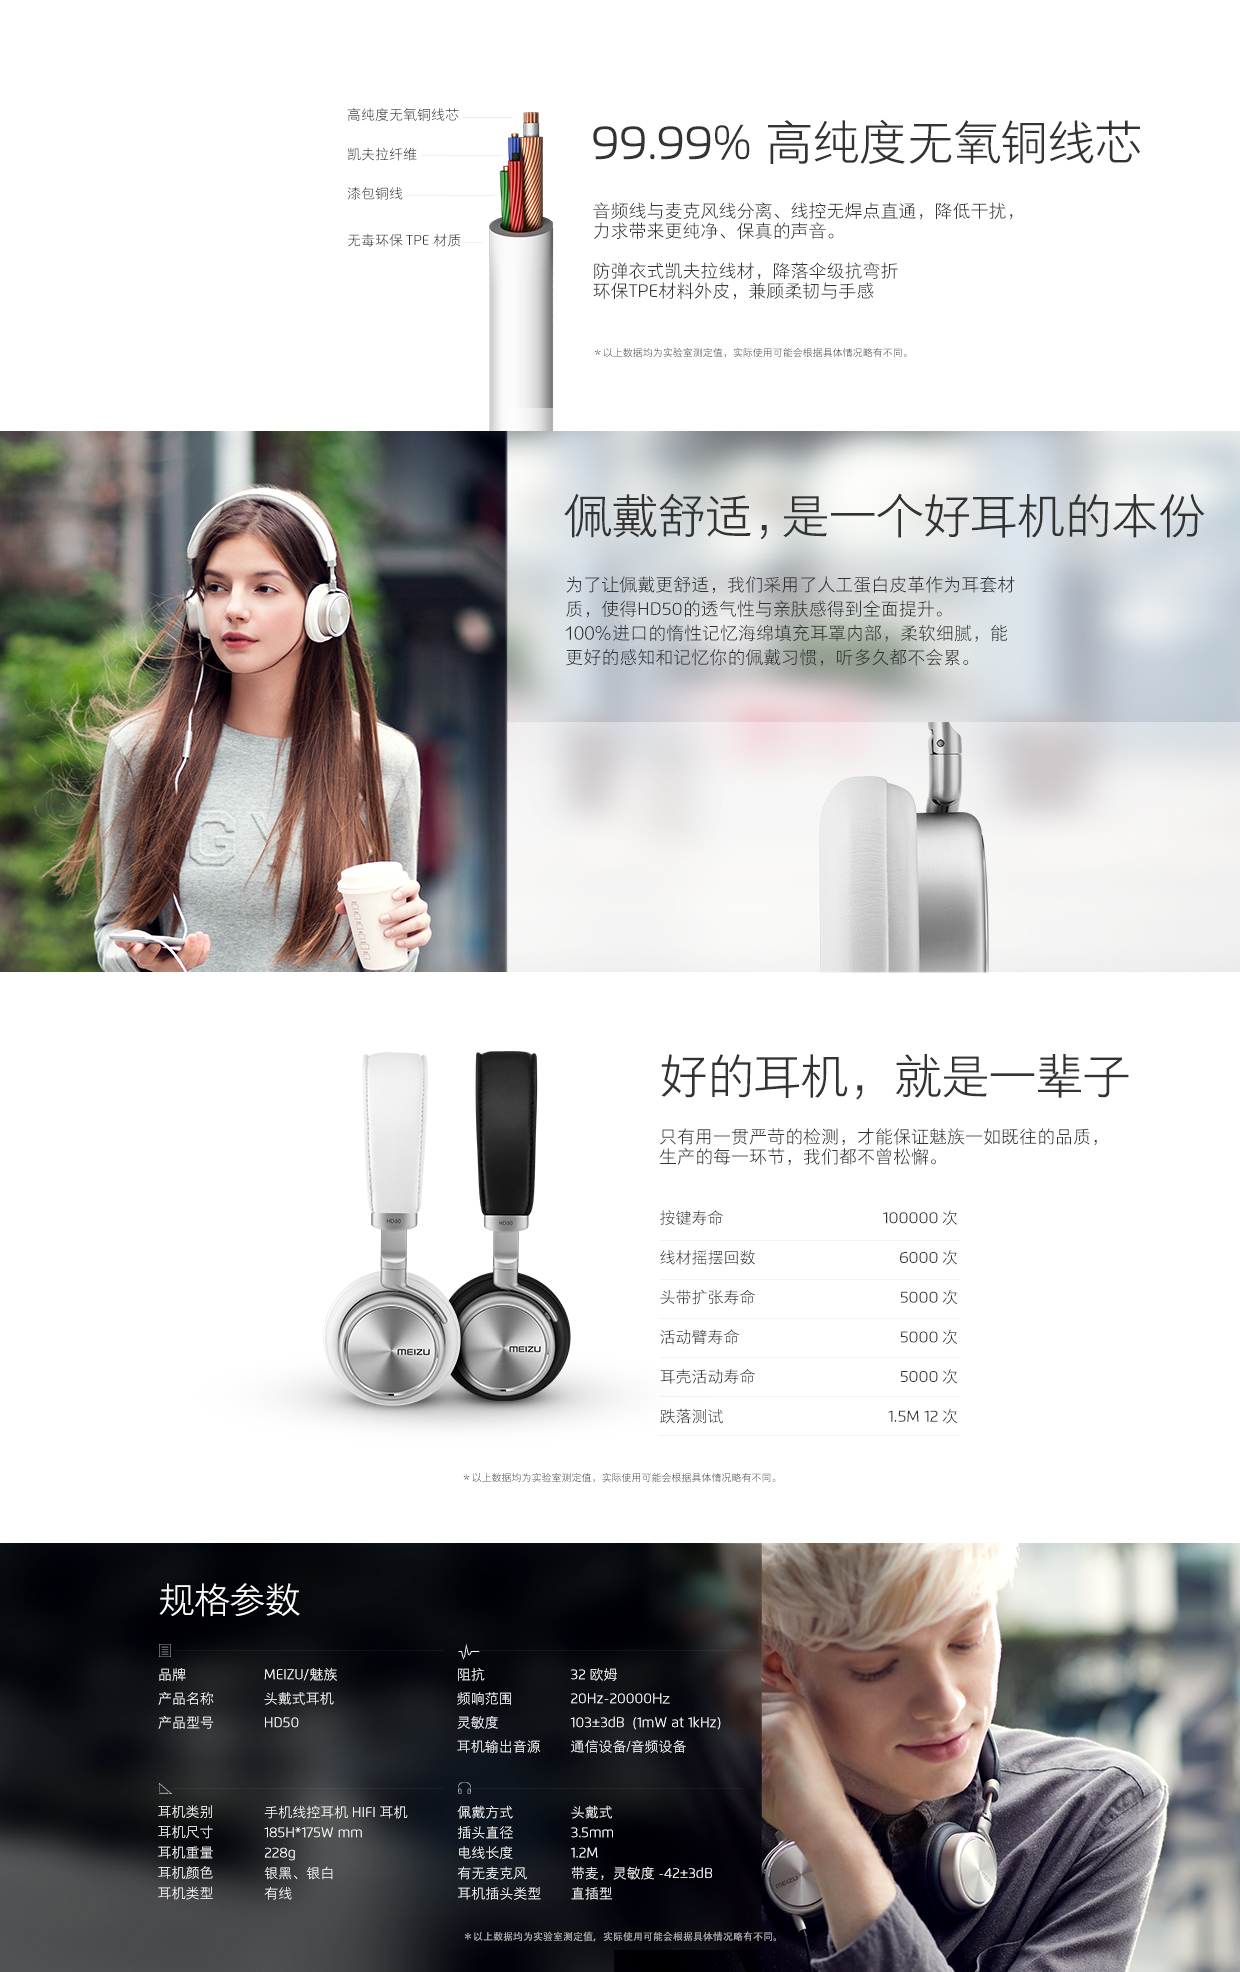 高纯度无氧铜线芯
凯夫拉纤维
漆包铜线
无毒环保 TPE 材质
99.99% 高纯度无氧铜线芯
音频线与麦克风线分离、线控无焊点直通，降低干扰，
力求带来更纯净、保真的声音。
防弹衣式凯夫拉线材，降落伞级抗弯折
环保TPE材料外皮，兼顾柔韧与手感
＊以上数据均为实验室测定值，实际使用可能会根据具体情况略有不同。
佩戴舒适，是一个好耳机的本份
为了让佩戴更舒适，我们采用了人工蛋白皮革作为耳套材
质，使得HD50的透气性与亲肤感得到全面提升。
100%进口的惰性记忆海绵填充耳罩内部，柔软细腻，能
更好的感知和记忆你的佩戴习惯，听多久都不会累。
好的耳机，就是一辈子
只有用一贯严苛的检测，才能保证魅族一如既往的品质，
生产的每一环节，我们都不曾松懈。
HD50
HD50
MEIZU
MEIZU
按键寿命 100000 次
线材摇摆回数 6000 次
头带扩张寿命 5000 次
活动臂寿命 5000 次
耳壳活动寿命 5000 次
跌落测试 1.5M 12 次
＊以上数据均为实验室测定值，实际使用可能会根据具体情况略有不同。
规格参数
品牌 MEIZU/魅族
产品名称 头戴式耳机
产品型号 HD50
阻抗 32 欧姆
频响范围 20Hz-20000Hz
灵敏度 103±3dB (1mW at 1kHz)
耳机输出音源 通信设备/音频设备
耳机类别 手机线控耳机 HIFI 耳机
耳机尺寸 185H*175W mm
耳机重量 228g
耳机颜色 银黑、银白
耳机类型 有线
佩戴方式 头戴式
插头直径 3.5mm
电线长度 1.2M
有无麦克风 带麦，灵敏度 -42±3dB
耳机插头类型 直插型
＊以上数据均为实验室测定值，实际使用可能会根据具体情况略有不同。
MEIZU